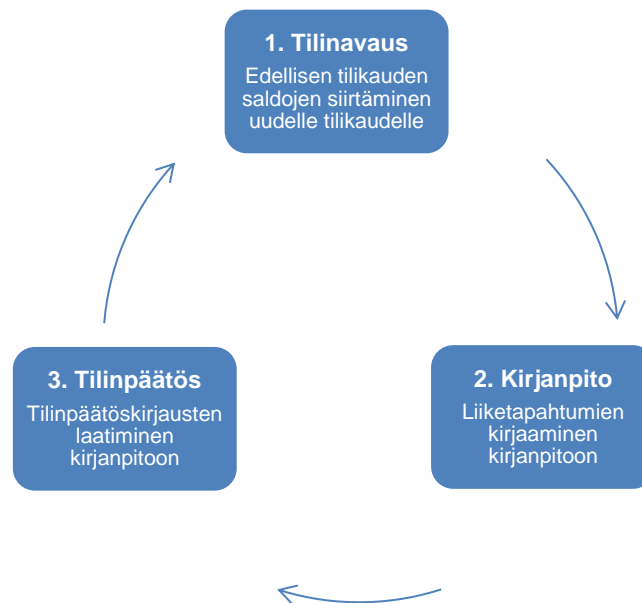 1. Tilinavaus
Edellisen tilikauden
saldojen siirtäminen
uudelle tilikaudelle
2. Kirjanpito
Liiketapahtumien
kirjaaminen
kirjanpitoon
3. Tilinpäätös
Tilinpäätöskirjausten
laatiminen
kirjanpitoon